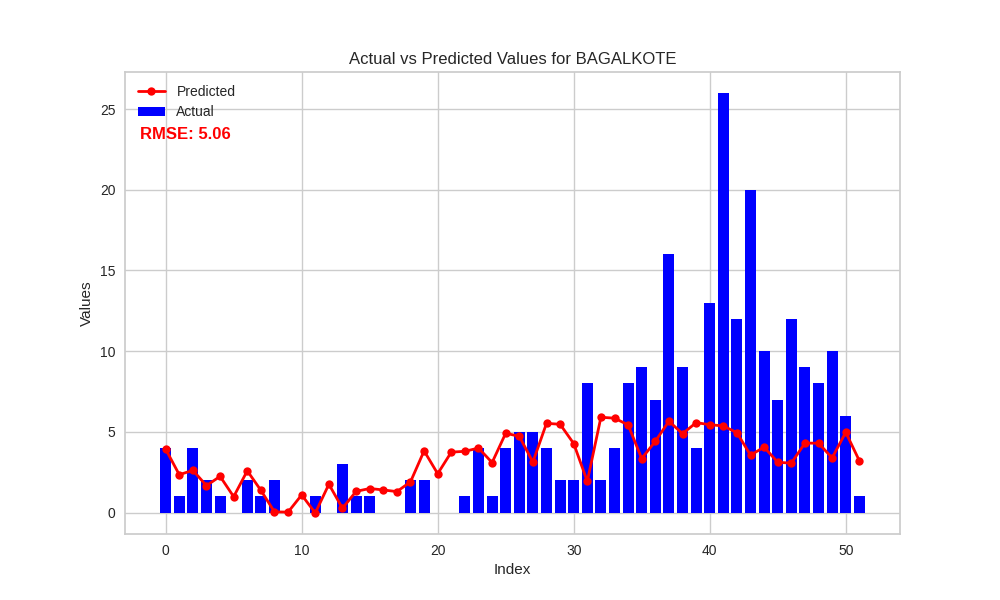 Actual vs Predicted Values for BAGALKOTE
Predicted
Actual
RMSE: 5.06
25
20
15
10
5
0
Values
0 10 20 30 40 50
Index